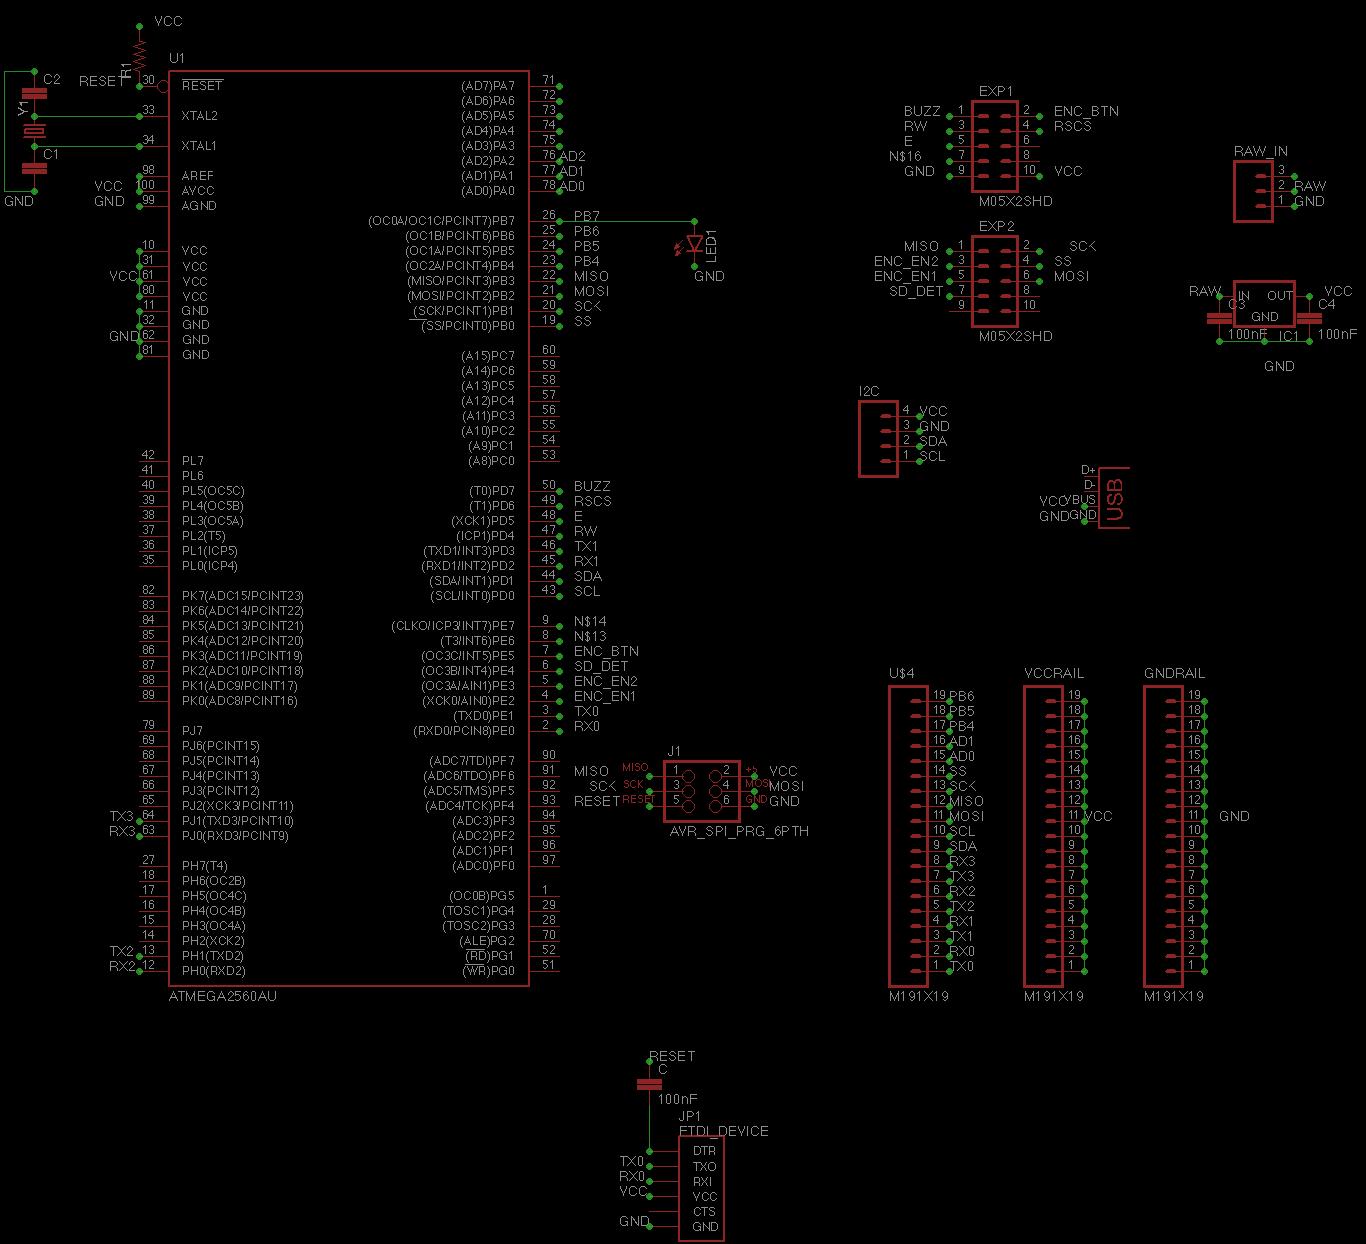 VCC
R1
RESET
C2
Y1
C1
GND
U1
30 RESET
33 XTAL2
34 XTAL1
98 AREF
VCC 100 AVCC
GND 99 AGND
10 VCC
31 VCC
VCC 61 VCC
80 VCC
11 GND
32 GND
GND 62 GND
81 GND
42 PL7
41 PL6
40 PL5(OC5C)
39 PL4(OC5B)
38 PL3(OC5A)
37 PL2(T5)
36 PL1(ICP5)
35 PL0(ICP4)
82 PK7(ADC15/PCINT23)
83 PK6(ADC14/PCINT22)
84 PK5(ADC13/PCINT21)
85 PK4(ADC12/PCINT20)
86 PK3(ADC11/PCINT19)
87 PK2(ADC10/PCINT18)
88 PK1(ADC9/PCINT17)
89 PK0(ADC8/PCINT16)
79 PJ7
69 PJ6(PCINT15)
68 PJ5(PCINT14)
67 PJ4(PCINT13)
66 PJ3(PCINT12)
65 PJ2(XCK3/PCINT11)
TX3 64 PJ1(TXD3/PCINT10)
RX3 63 PJ0(RXD3/PCINT9)
27 PH7(T4)
18 PH6(OC2B)
17 PH5(OC4C)
16 PH4(OC4B)
15 PH3(OC4A)
14 PH2(XCK2)
TX2 13 PH1(TXD2)
RX2 12 PH0(RXD2)
ATMEGA2560AU
(AD7)PA7 71
(AD6)PA6 72
(AD5)PA5 73
(AD4)PA4 74
(AD3)PA3 75
(AD2)PA2 76 AD2
(AD1)PA1 77 AD1
(AD0)PA0 78 AD0
(OC0A/OC1C/PCINT7)PB7 26 PB7
(OC1B/PCINT6)PB6 25 PB6
(OC1A/PCINT5)PB5 24 PB5
(OC2A/PCINT4)PB4 23 PB4
(MISO/PCINT3)PB3 22 MISO
(MOSI/PCINT2)PB2 21 MOSI
(SCK/PCINT1)PB1 20 SCK
(SS/PCINT0)PB0 19 SS
(A15)PC7 60
(A14)PC6 59
(A13)PC5 58
(A12)PC4 57
(A11)PC3 56
(A10)PC2 55
(A9)PC1 54
(A8)PC0 53
(T0)PD7 50 BUZZ
(T1)PD6 49 RSCS
(XCK1)PD5 48 E
(ICP1)PD4 47 RW
(TXD1/INT3)PD3 46 TX1
(RXD1/INT2)PD2 45 RX1
(SDA/INT1)PD1 44 SDA
(SCL/INT0)PD0 43 SCL
(CLKO/ICP3/INT7)PE7 9 N$14
(T3/INT6)PE6 8 N$13
(OC3C/INT5)PE5 7 ENC_BTN
(OC3B/INT4)PE4 6 SD_DET
(OC3A/AIN1)PE3 5 ENC_EN2
(XCK0/AIN0)PE2 4 ENC_EN1
(TXD0)PE1 3 TX0
(RXD0/PCIN8)PE0 2 RX0
(ADC7/TDI)PF7 90
(ADC6/TDO)PF6 91
(ADC5/TMS)PF5 92
(ADC4/TCK)PF4 93
(ADC3)PF3 94
(ADC2)PF2 95
(ADC1)PF1 96
(ADC0)PF0 97
(OC0B)PG5 1
(TOSC1)PG4 29
(TOSC2)PG3 28
(ALE)PG2 70
(RD)PG1 52
(WR)PG0 51
LED1
GND
J1
MISO MISO 1 2 +5 VCC
SCK SCK 3 4 MOSI MOSI
RESET RESET 5 6 GND GND
AVR_SPI_PRG_6PTH
EXP1
BUZZ 1 2 ENC_BTN
RW 3 4 RSCS
E 5 6
N$16 7 8
GND 9 10 VCC
M05X2SHD
EXP2
MISO 1 2 SCK
ENC_EN2 3 4 SS
ENC_EN1 5 6 MOSI
SD_DET 7 8
9 10
M05X2SHD
I2C
4 VCC
3 GND
2 SDA
1 SCL
RAW_IN
3
2 RAW
1 GND
RAW IN OUT VCC
C3 GND C4
100nF IC1 100nF
GND
D+
D-
VCC VBUS
GND GND
USB
U$4
19 PB6
18 PB5
17 PB4
16 AD1
15 AD0
14 SS
13 SCK
12 MISO
11 MOSI
10 SCL
9 SDA
8 RX3
7 TX3
6 RX2
5 TX2
4 RX1
3 TX1
2 RX0
1 TX0
M191X19
VCCRAIL
19
18
17
16
15
14
13
12
11 VCC
10
9
8
7
6
5
4
3
2
1
M191X19
GNDRAIL
19
18
17
16
15
14
13
12
11 GND
10
9
8
7
6
5
4
3
2
1
M191X19
RESET
C
100nF
JP1
FTDI_DEVICE
DTR
TX0 TXO
RX0 RXI
VCC VCC
CTS
GND GND